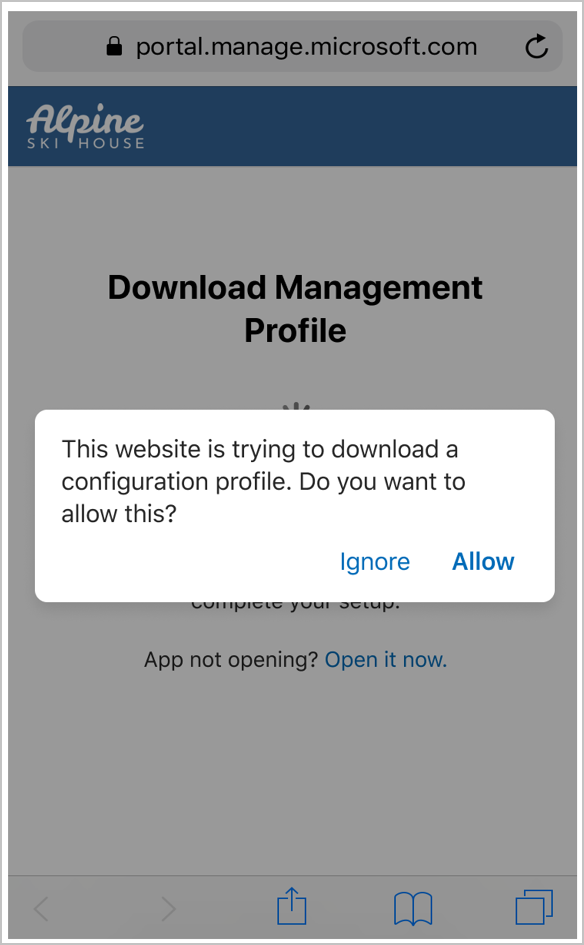 portal.manage.microsoft.com
Alpine
SKI HOUSE
Download Management
Profile
This website is trying to download a
configuration profile. Do you want to
allow this?
Ignore
Allow
complete your setup.
App not opening? Open it now.